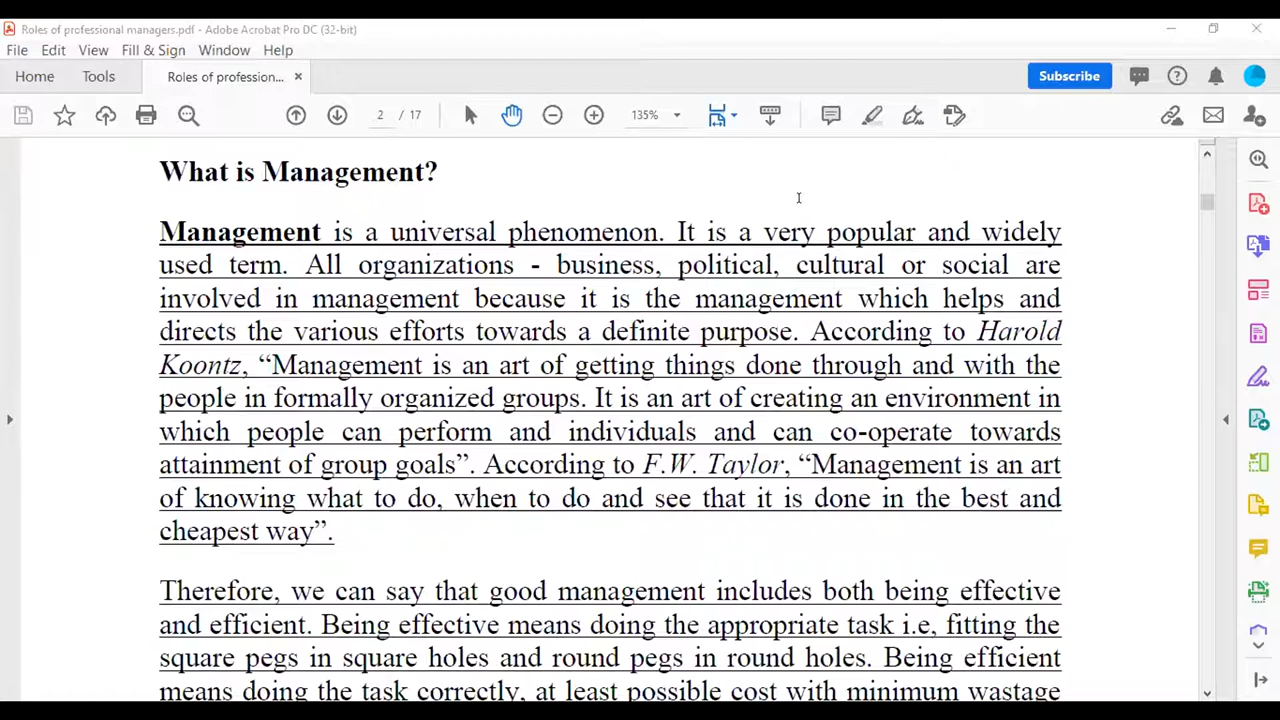 Roles of professional managers.pdf - Adobe Acrobat Pro DC (32-bit)
File Edit View Fill & Sign Window Help
Home Tools Roles of profession... ×
Subscribe
2 / 17
135%
What is Management?
Management is a universal phenomenon. It is a very popular and widely
used term. All organizations - business, political, cultural or social are
involved in management because it is the management which helps and
directs the various efforts towards a definite purpose. According to Harold
Koontz, “Management is an art of getting things done through and with the
people in formally organized groups. It is an art of creating an environment in
which people can perform and individuals and can co-operate towards
attainment of group goals”. According to F.W. Taylor, “Management is an art
of knowing what to do, when to do and see that it is done in the best and
cheapest way”.
Therefore, we can say that good management includes both being effective
and efficient. Being effective means doing the appropriate task i.e, fitting the
square pegs in square holes and round pegs in round holes. Being efficient
means doing the task correctly, at least possible cost with minimum wastage